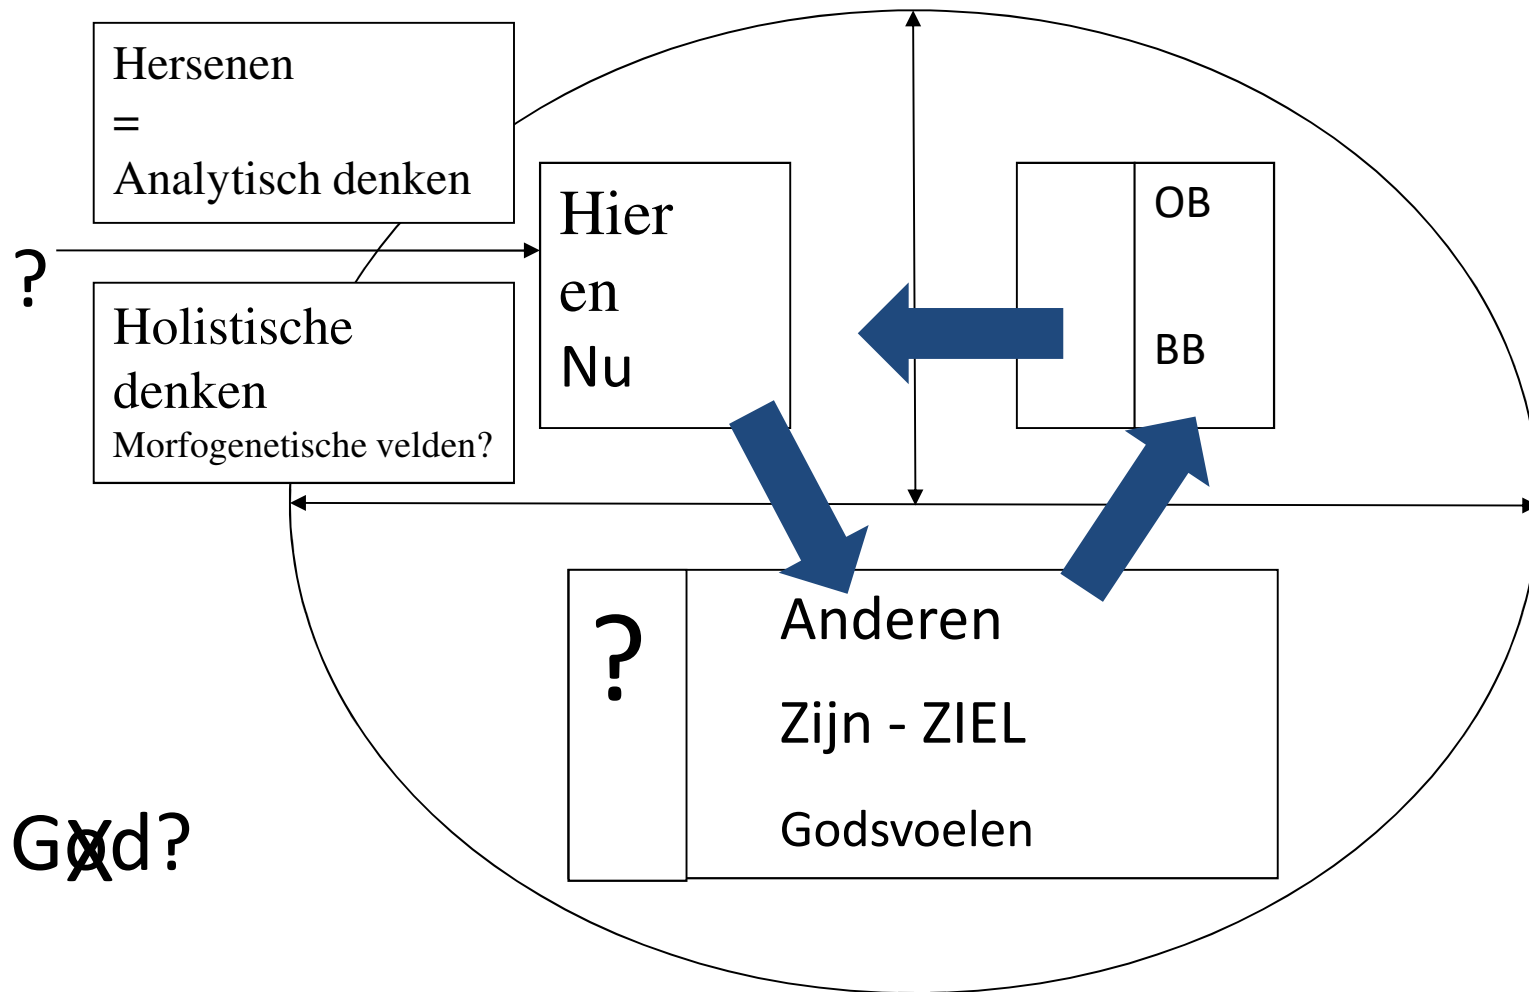 Hersenen
=
Analytisch denken
?
Holistische
denken
Morfogenetische velden?
Hier
en
Nu
OB
BB
?
Anderen
Zijn - ZIEL
Godsvoelen
God?
X